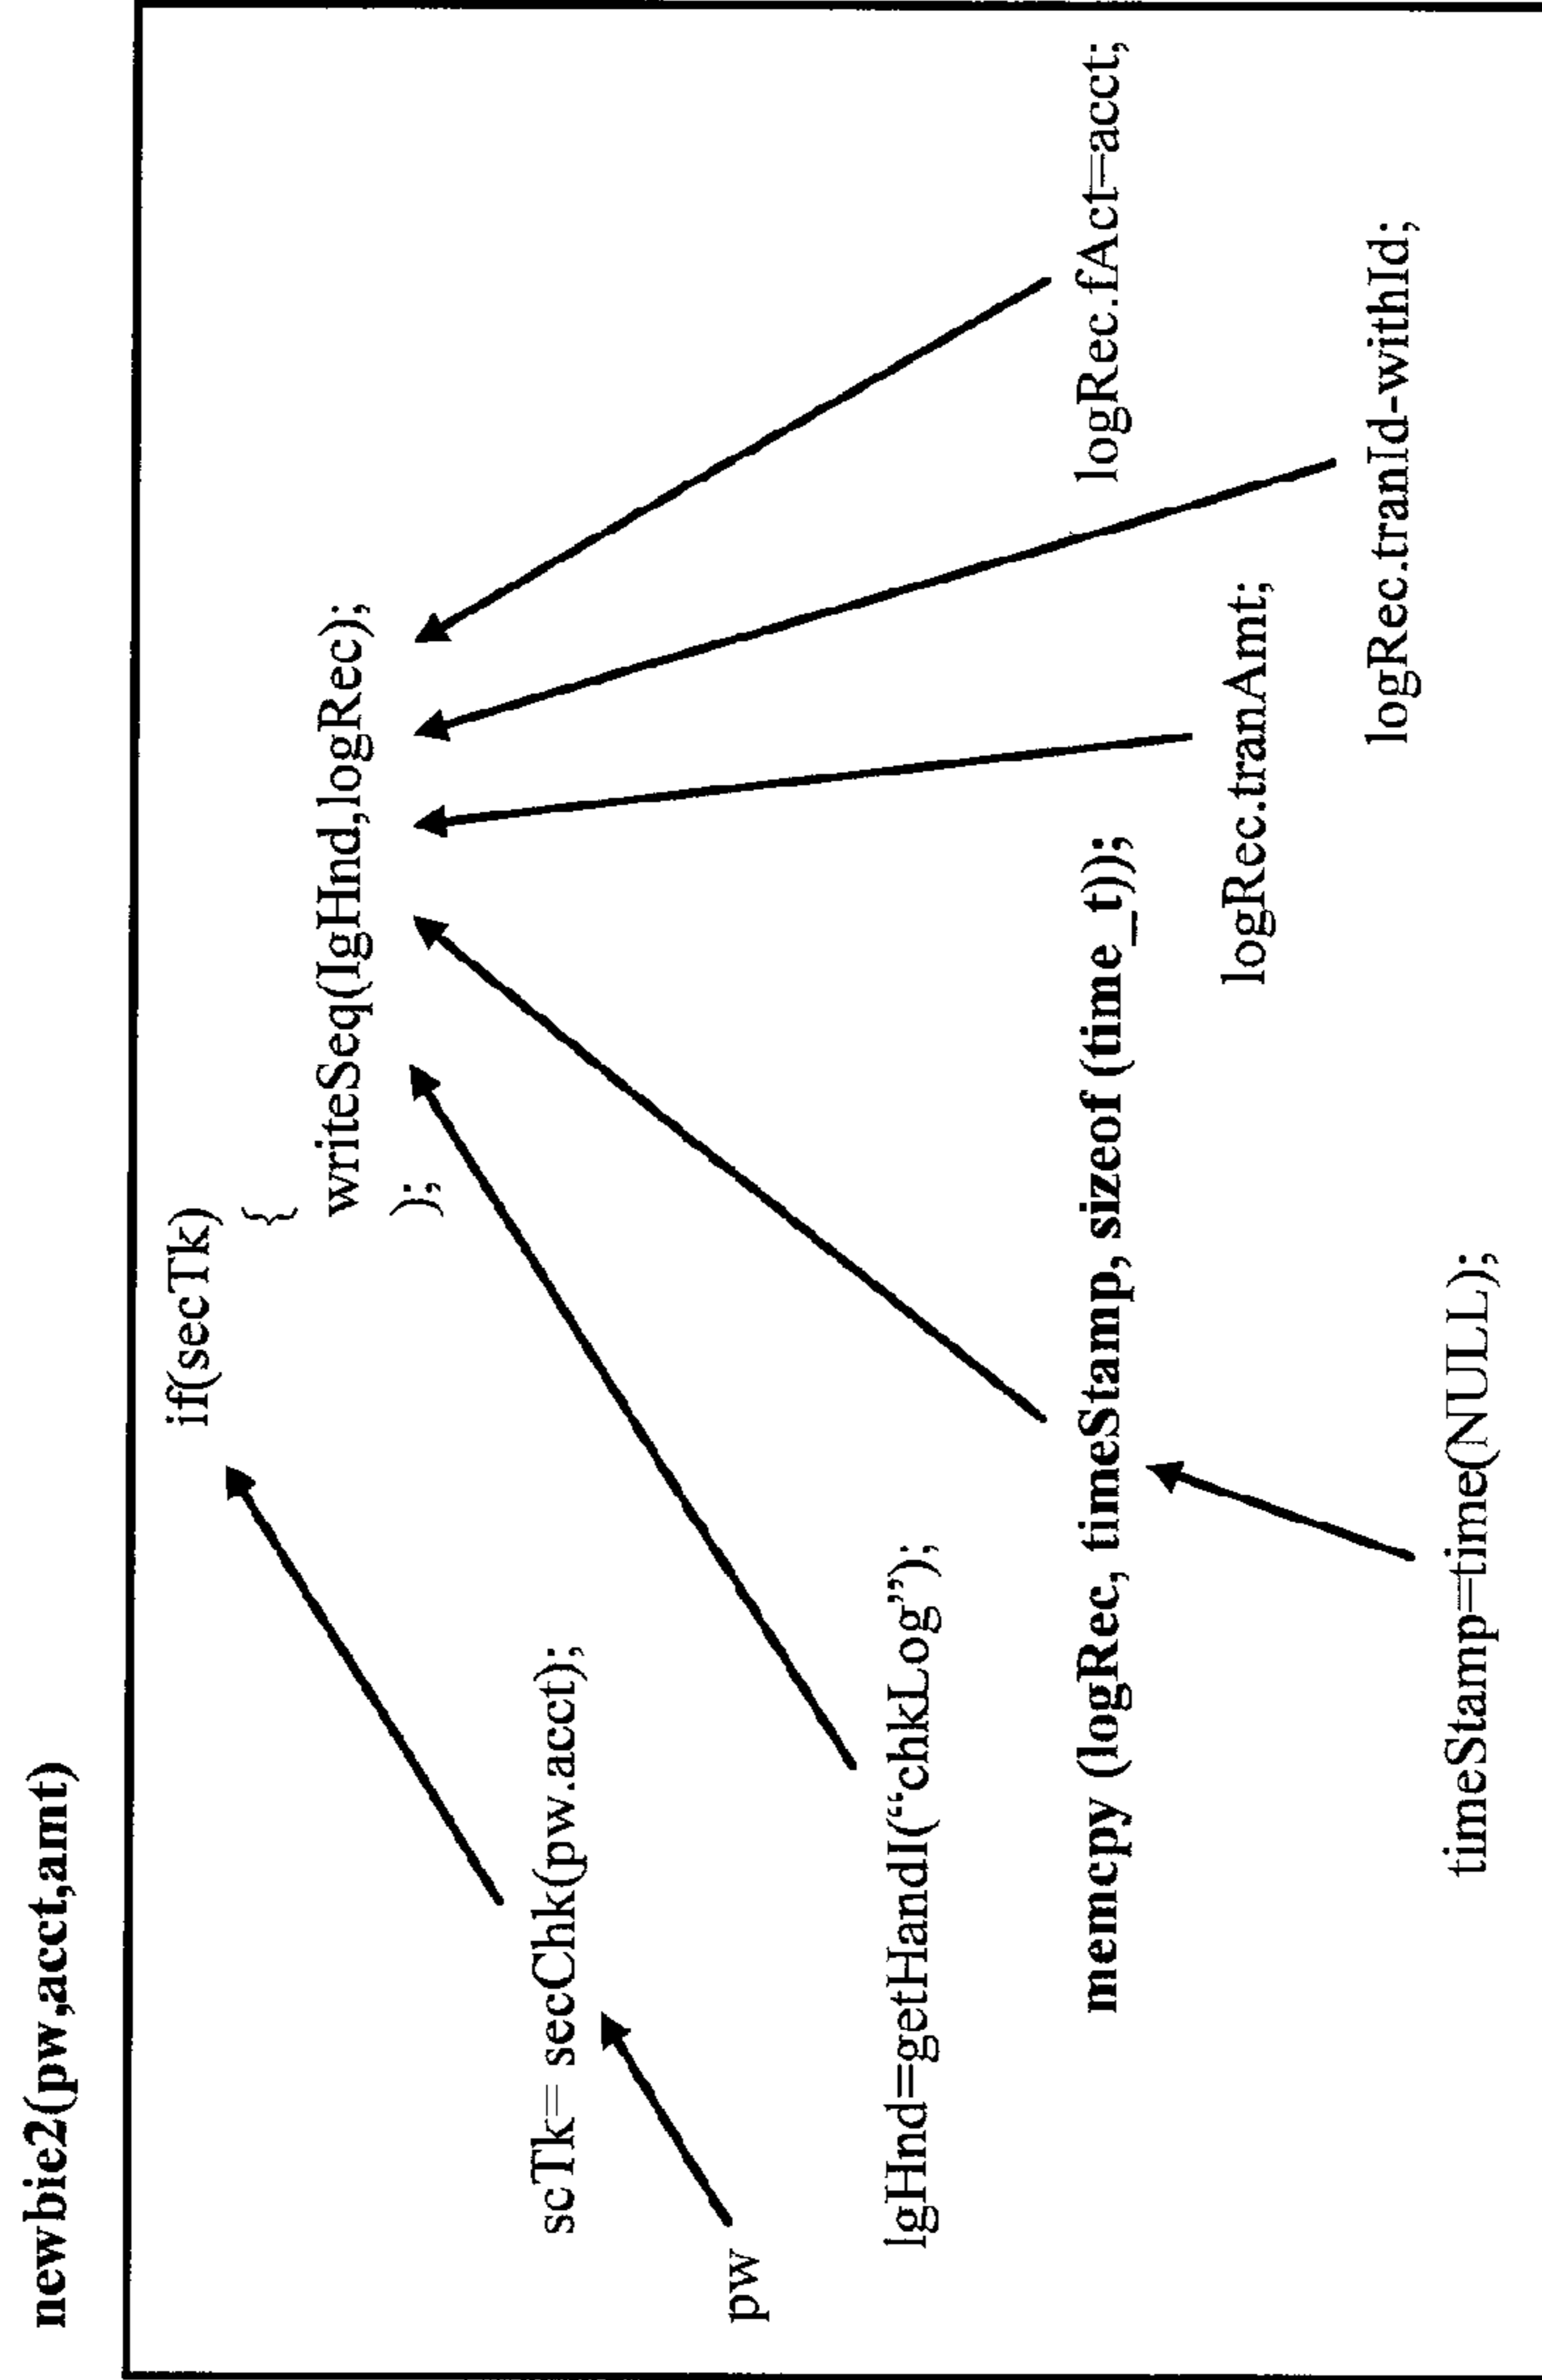 newbie2(pw,acct,amt)
if(secTk)
{
writeSeq(lgHnd,logRec);
);
scTk= secChk(pw.acct);
pw
lgHnd=getHandl(“chkLog”);
memcpy (logRec, timeStamp, sizeof (time_t));
logRec.fAct=acct;
logRec.tranAmt;
logRec.tranId-withId;
timeStamp=time(NULL);